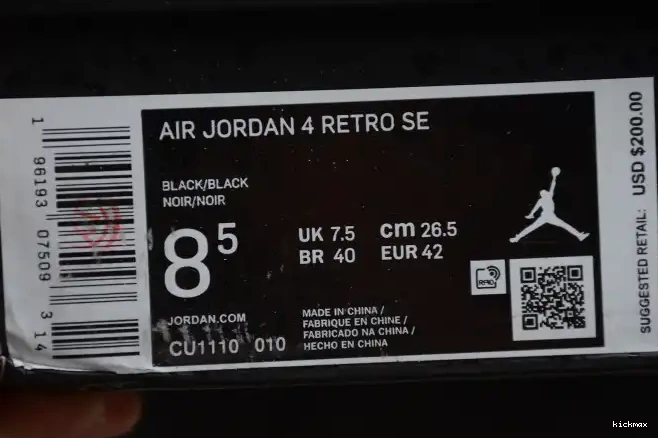 AIR JORDAN 4 RETRO SE
BLACK/BLACK
NOIR/NOIR
8 5
UK 7.5 cm 26.5
BR 40 EUR 42
JORDAN.COM
CU1110 010
MADE IN CHINA /
FABRIQUE EN CHINE /
FABRICADO NA CHINA /
HECHO EN CHINA
RFID
SUGGESTED RETAIL: USD $200.00
1 96193 07509 3 14
kickmax